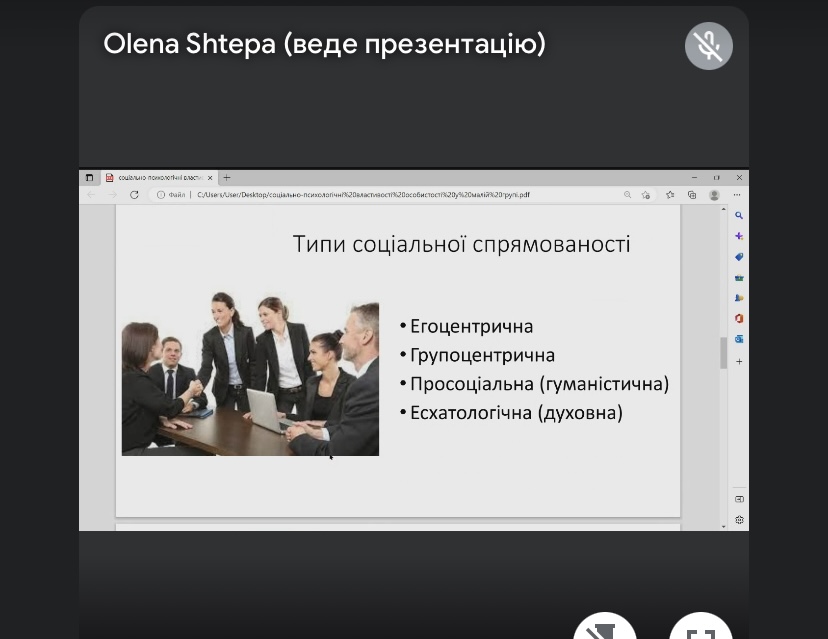 Olena Shtepa (веде презентацію)
соціально-психологічні власти
Файл
C:/Users/User/Desktop/соціально-психологічні%20властивості%20особистості%20у%20малій%20групі.pdf
Типи соціальної спрямованості
• Егоцентрична
• Групоцентрична
• Просоціальна (гуманістична)
• Есхатологічна (духовна)